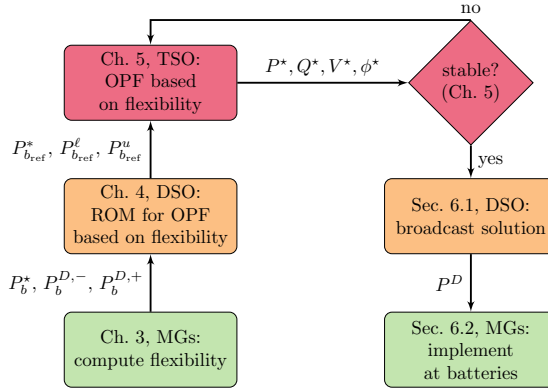 no
Ch. 5, TSO:
OPF based
on flexibility
P⋆, Q⋆, V⋆, ϕ⋆
stable?
(Ch. 5)
P*_{b_ref}, P^ℓ_{b_ref}, P^u_{b_ref}
yes
Ch. 4, DSO:
ROM for OPF
based on flexibility
Sec. 6.1, DSO:
broadcast solution
P⋆_b, P^{D,−}_b, P^{D,+}_b
P^D
Ch. 3, MGs:
compute flexibility
Sec. 6.2, MGs:
implement
at batteries